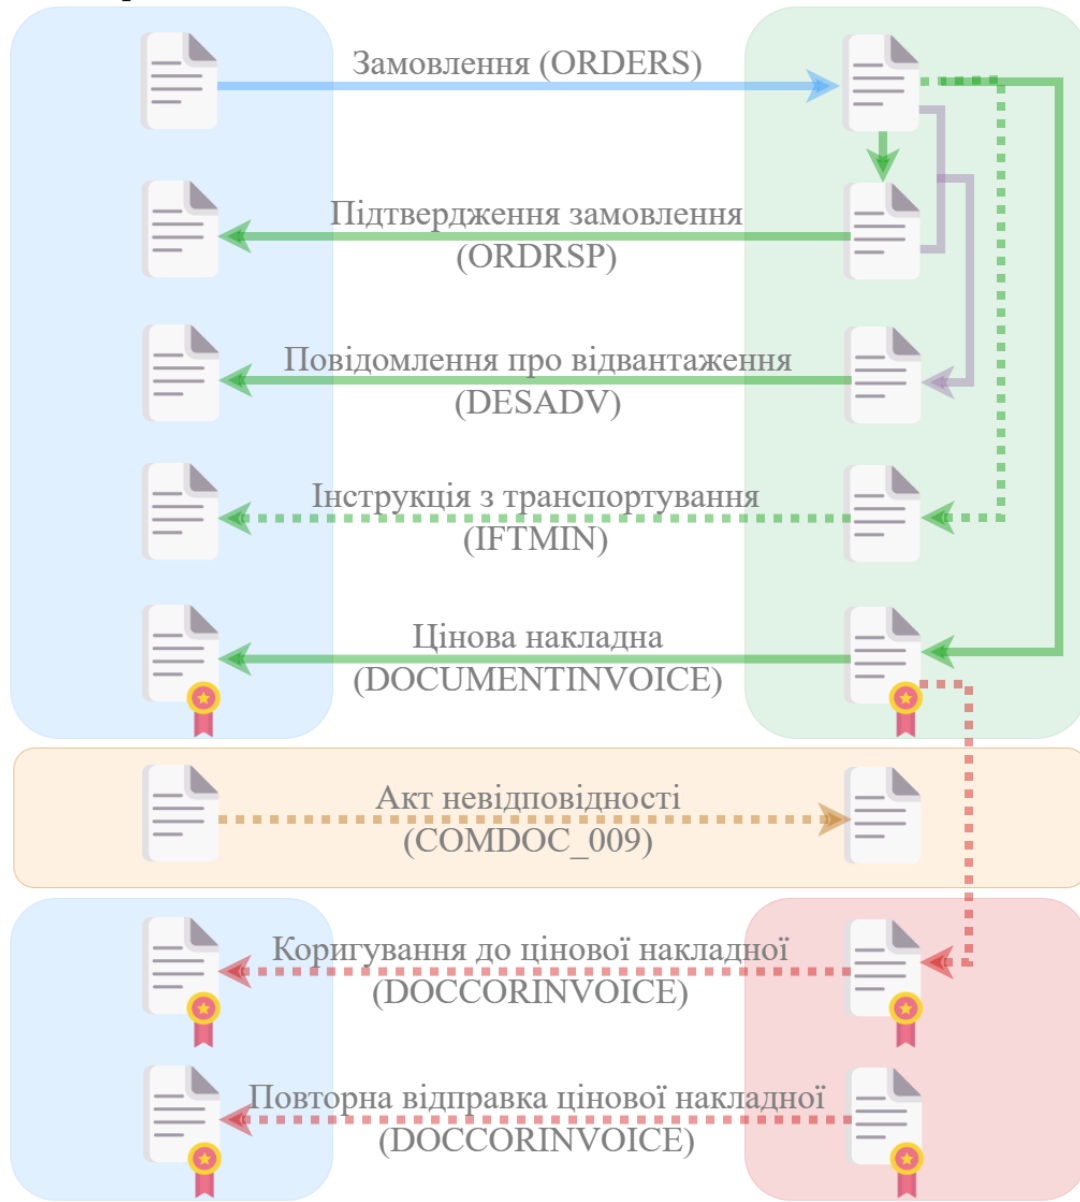 Замовлення (ORDERS)
Підтвердження замовлення
(ORDRSP)
Повідомлення про відвантаження
(DESADV)
Інструкція з транспортування
(IFTMIN)
Цінова накладна
(DOCUMENTINVOICE)
Акт невідповідності
(COMDOC_009)
Коригування до цінової накладної
(DOCCORINVOICE)
Повторна відправка цінової накладної
(DOCCORINVOICE)